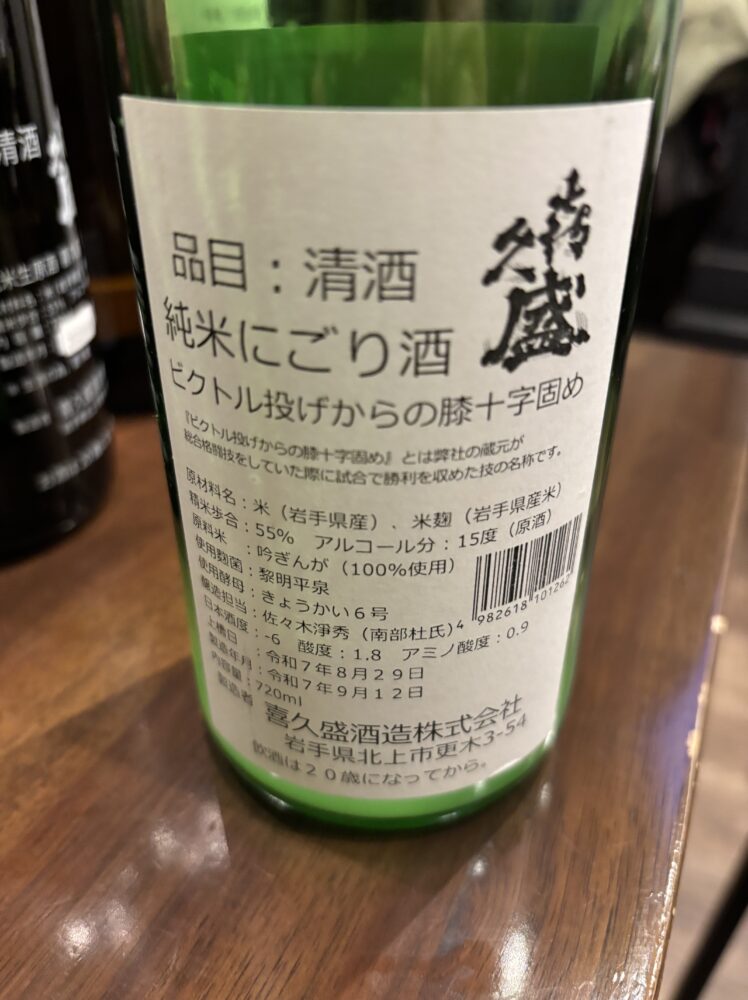 喜久盛
品目：清酒
純米にごり酒
ビクトル投げからの膝十字固め
『ビクトル投げからの膝十字固め』とは弊社の蔵元が
総合格闘技をしていた際に試合で勝利を収めた技の名称です。
原材料名：米（岩手県産）、米麹（岩手県産米）
精米歩合：55％　アルコール分：15度（原酒）
原料米　：吟ぎんが（100％使用）
使用麴菌：黎明平泉
使用酵母：きょうかい６号
醸造担当：佐々木淨秀（南部杜氏）
日本酒度：-6　酸度：1.8　アミノ酸度：0.9
上槽日　：令和７年８月２９日
製造年月：令和７年９月１２日
内容量：720ml
製造者　喜久盛酒造株式会社
岩手県北上市更木3-54
飲酒は２０歳になってから。
4 982618 101262
清酒
米生原酒